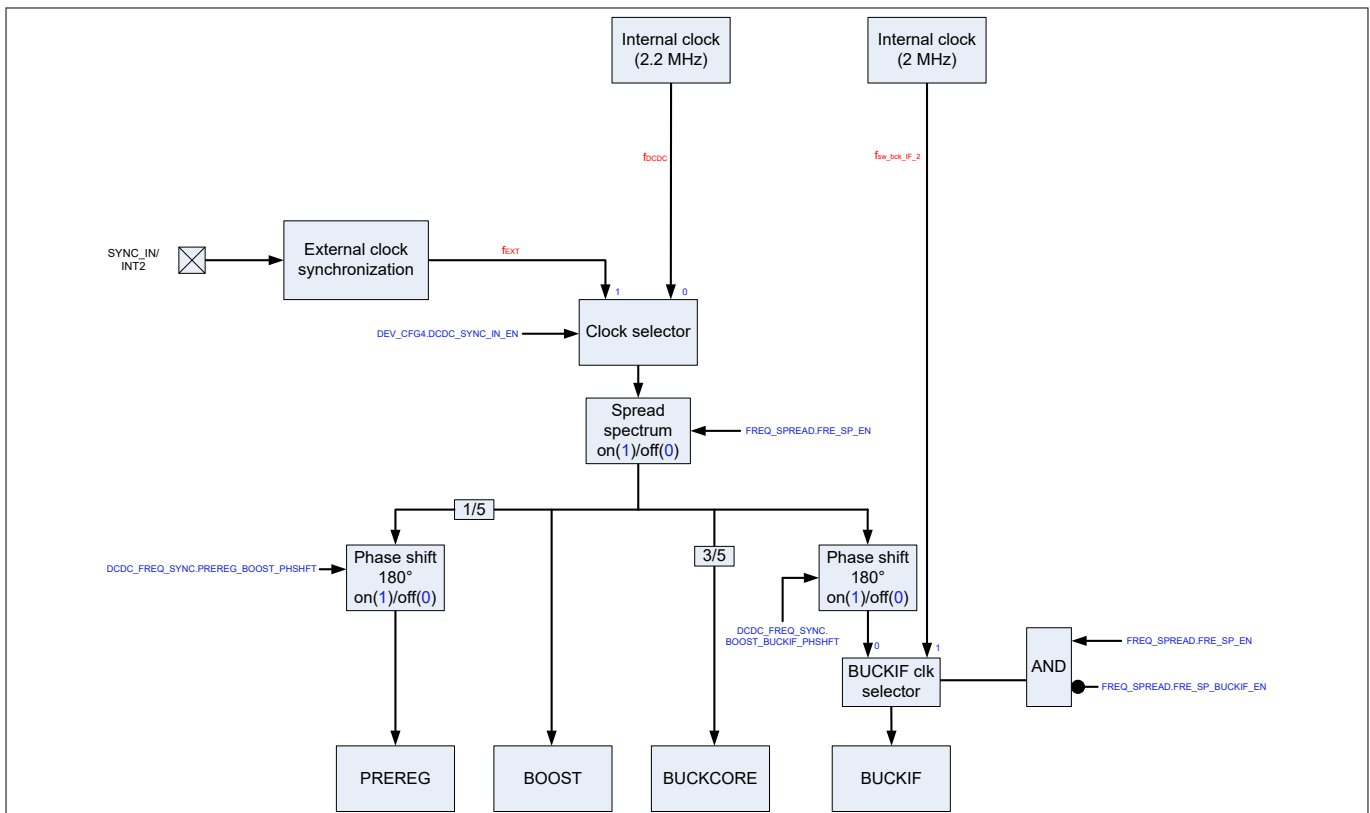 Internal clock
(2.2 MHz)
Internal clock
(2 MHz)
fDCDC
fsw_bck_IF_2
SYNC_IN/
INT2
External clock
synchronization
fEXT
1
0
DEV_CFG4.DCDC_SYNC_IN_EN
Clock selector
Spread
spectrum
on(1)/off(0)
FREQ_SPREAD.FRE_SP_EN
1/5
3/5
DCDC_FREQ_SYNC.PREREG_BOOST_PHSHFT
Phase shift
180°
on(1)/off(0)
Phase shift
180°
on(1)/off(0)
DCDC_FREQ_SYNC.
BOOST_BUCKIF_PHSHFT
0
1
BUCKIF clk
selector
AND
FREQ_SPREAD.FRE_SP_EN
FREQ_SPREAD.FRE_SP_BUCKIF_EN
PREREG
BOOST
BUCKCORE
BUCKIF